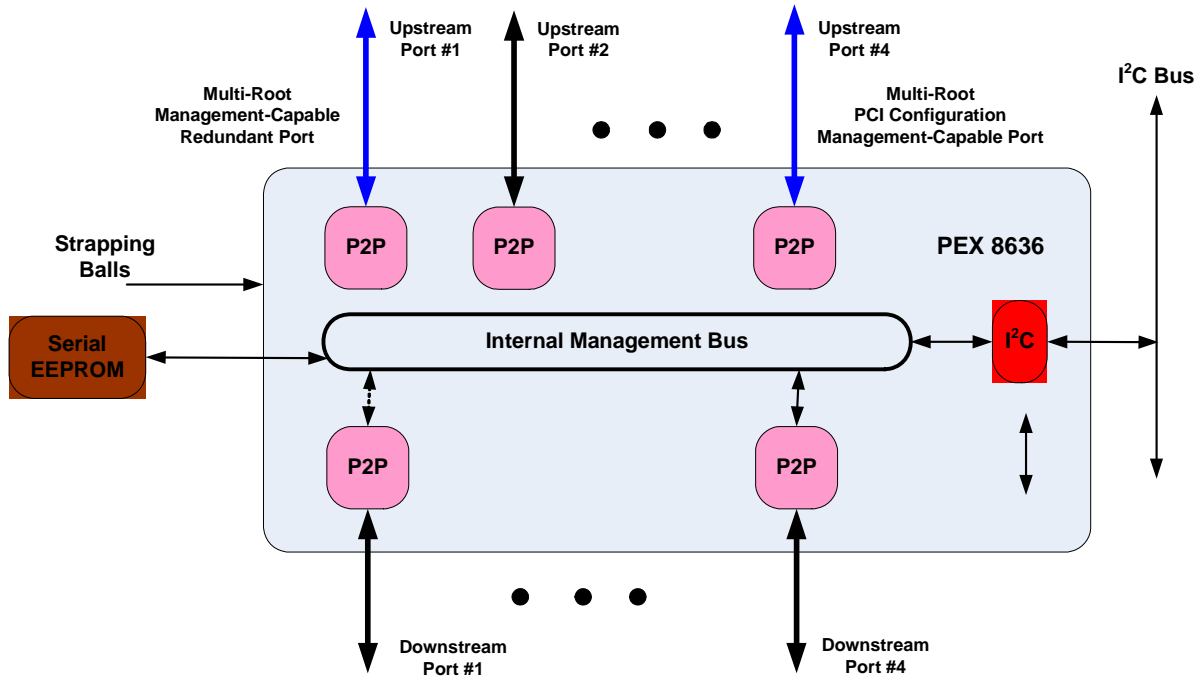 Upstream
Port #1
Upstream
Port #2
Upstream
Port #4
I²C Bus
Multi-Root
Management-Capable
Redundant Port
Multi-Root
PCI Configuration
Management-Capable Port
P2P
P2P
P2P
PEX 8636
Strapping
Balls
Serial
EEPROM
Internal Management Bus
I²C
P2P
P2P
Downstream
Port #1
Downstream
Port #4